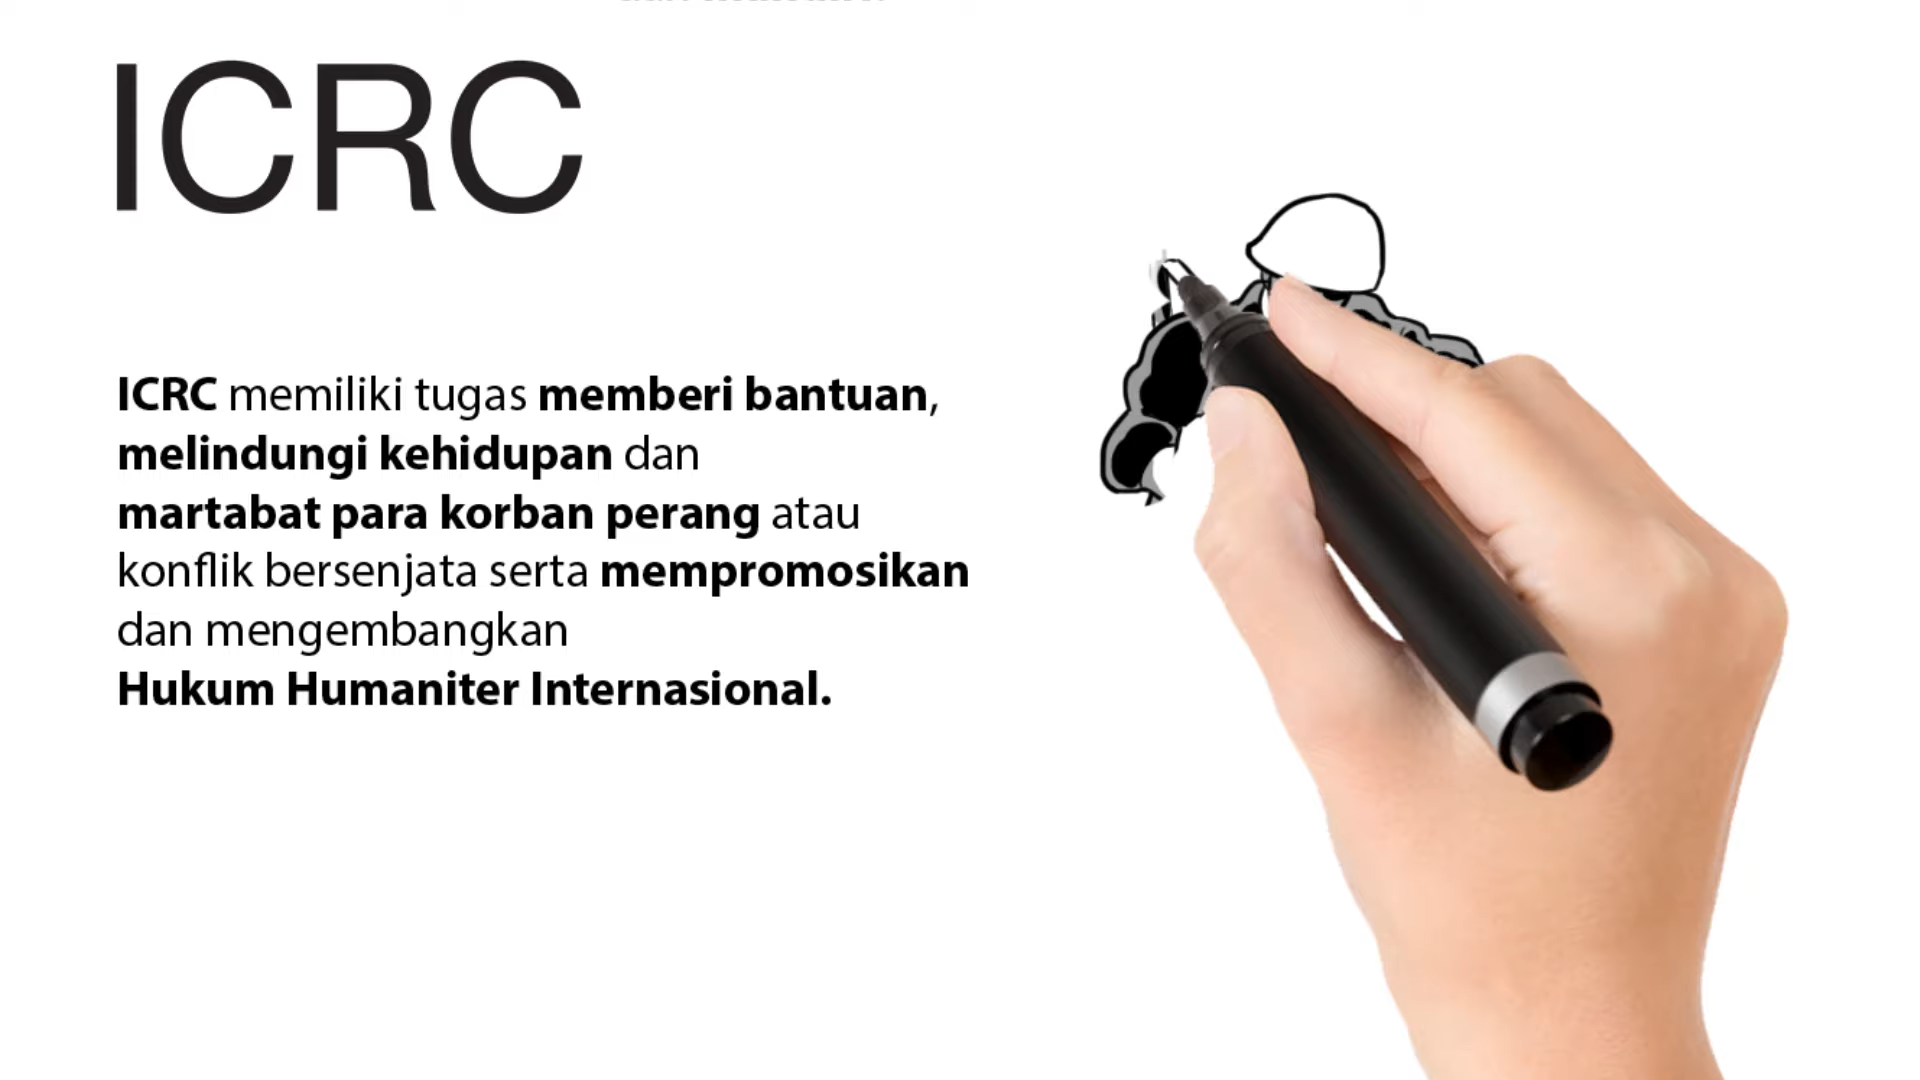 ICRC
ICRC memiliki tugas memberi bantuan,
melindungi kehidupan dan
martabat para korban perang atau
konflik bersenjata serta mempromosikan
dan mengembangkan
Hukum Humaniter Internasional.